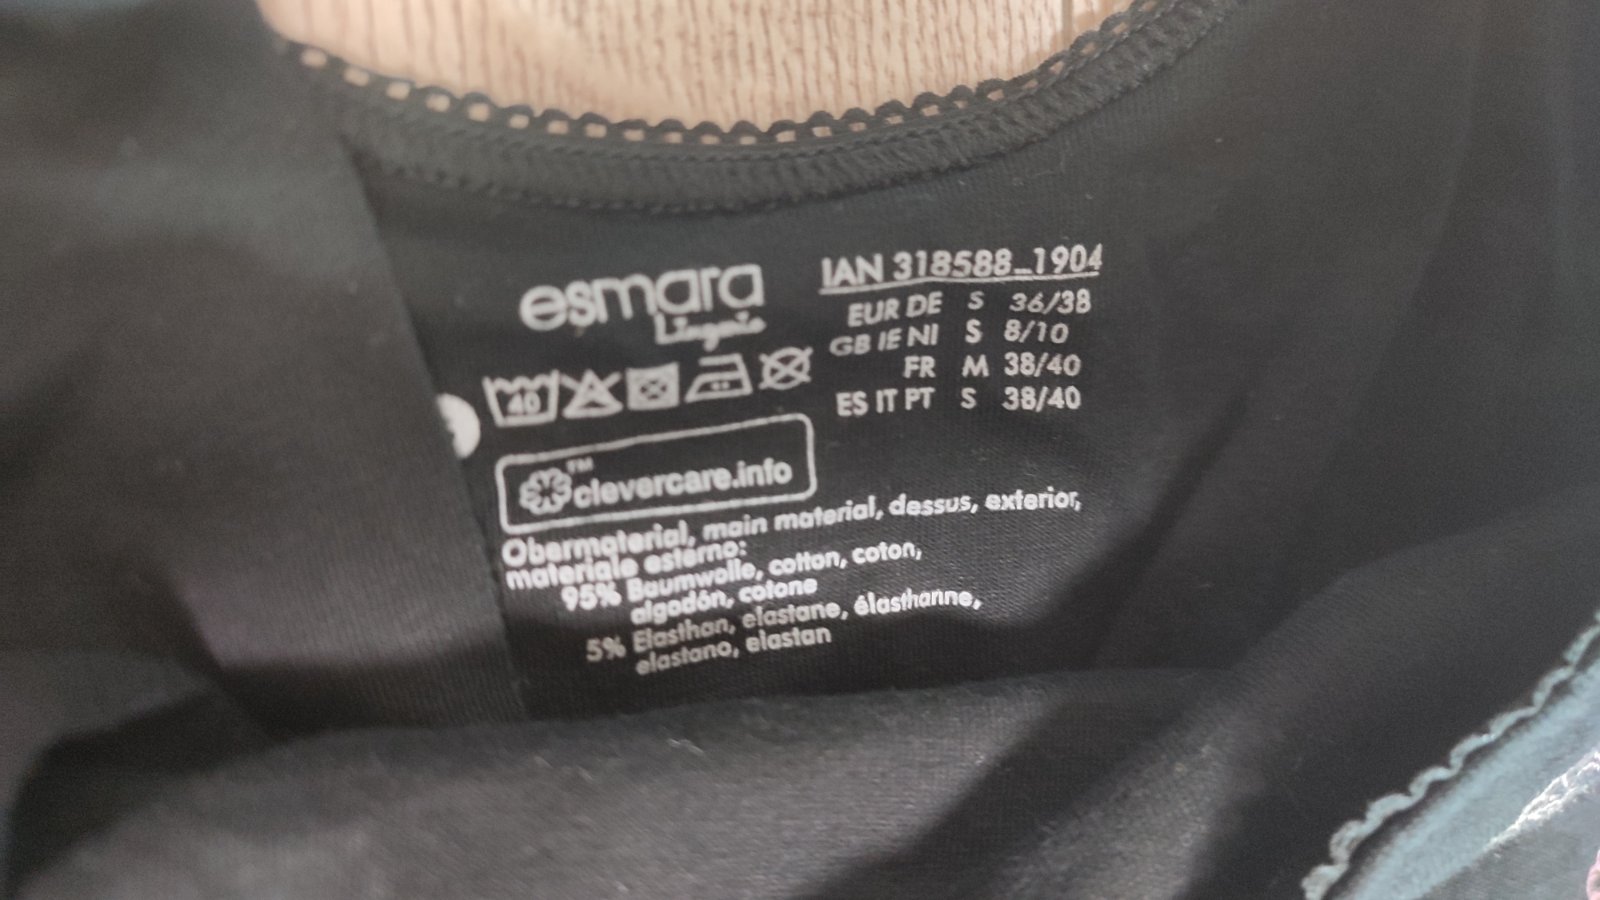 esmara
Lingerie
IAN 318588_1904
EUR DE S 36/38
GB IE NI S 8/10
FR M 38/40
ES IT PT S 38/40
40
™
clevercare.info
Obermaterial, main material, dessus, exterior,
materiale esterno:
95% Baumwolle, cotton, coton,
algodón, cotone
5% Elasthan, elastane, élasthanne,
elastano, elastan